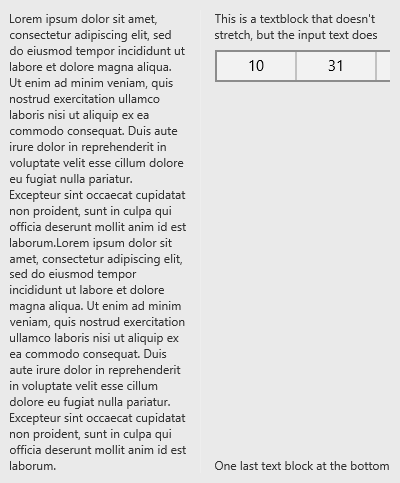 Lorem ipsum dolor sit amet,
consectetur adipiscing elit, sed
do eiusmod tempor incididunt ut
labore et dolore magna aliqua.
Ut enim ad minim veniam, quis
nostrud exercitation ullamco
laboris nisi ut aliquip ex ea
commodo consequat. Duis aute
irure dolor in reprehenderit in
voluptate velit esse cillum dolore
eu fugiat nulla pariatur.
Excepteur sint occaecat cupidatat
non proident, sunt in culpa qui
officia deserunt mollit anim id est
laborum.Lorem ipsum dolor sit
amet, consectetur adipiscing elit,
sed do eiusmod tempor
incididunt ut labore et dolore
magna aliqua. Ut enim ad minim
veniam, quis nostrud exercitation
ullamco laboris nisi ut aliquip ex
ea commodo consequat. Duis
aute irure dolor in reprehenderit
in voluptate velit esse cillum
dolore eu fugiat nulla pariatur.
Excepteur sint occaecat cupidatat
non proident, sunt in culpa qui
officia deserunt mollit anim id est
laborum.
This is a textblock that doesn't
stretch, but the input text does
10 31
One last text block at the bottom